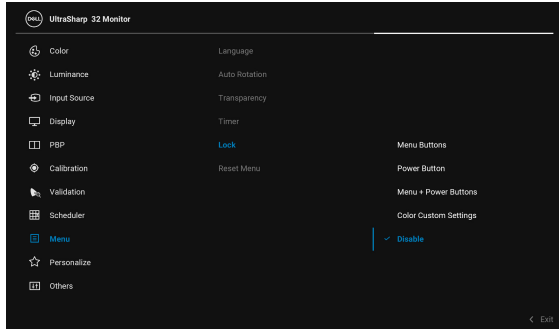 DELL UltraSharp 32 Monitor
Color Language
Luminance Auto Rotation
Input Source Transparency
Display Timer
PBP Lock Menu Buttons
Calibration Reset Menu Power Button
Validation Menu + Power Buttons
Scheduler Color Custom Settings
Menu Disable
Personalize
Others
Exit